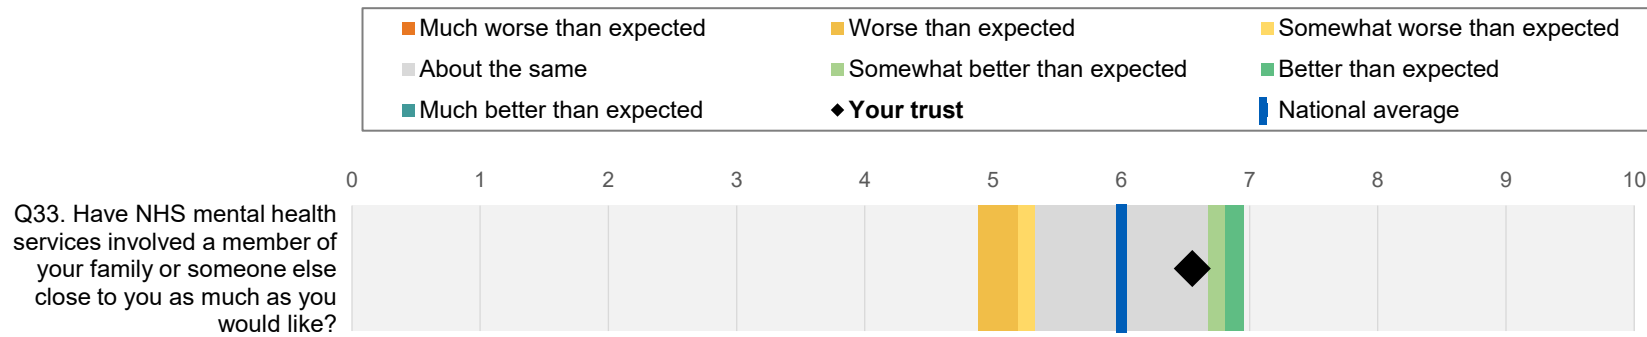 Much worse than expected
Worse than expected
Somewhat worse than expected
About the same
Somewhat better than expected
Better than expected
Much better than expected
Your trust
National average
0 1 2 3 4 5 6 7 8 9 10
Q33. Have NHS mental health
services involved a member of
your family or someone else
close to you as much as you
would like?